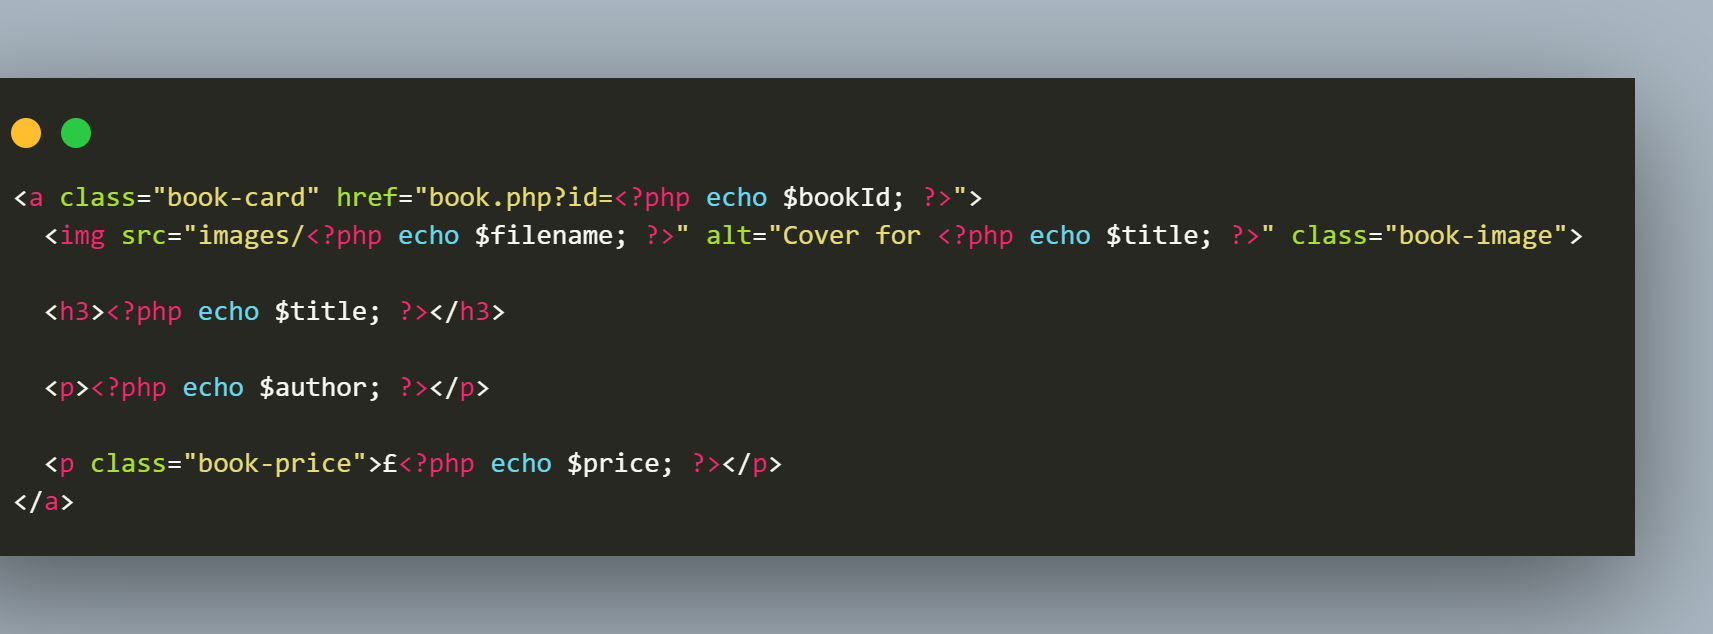 <a class="book-card" href="book.php?id=<?php echo $bookId; ?>">
<img src="images/<?php echo $filename; ?>" alt="Cover for <?php echo $title; ?>" class="book-image">
<h3><?php echo $title; ?></h3>
<p><?php echo $author; ?></p>
<p class="book-price">£<?php echo $price; ?></p>
</a>